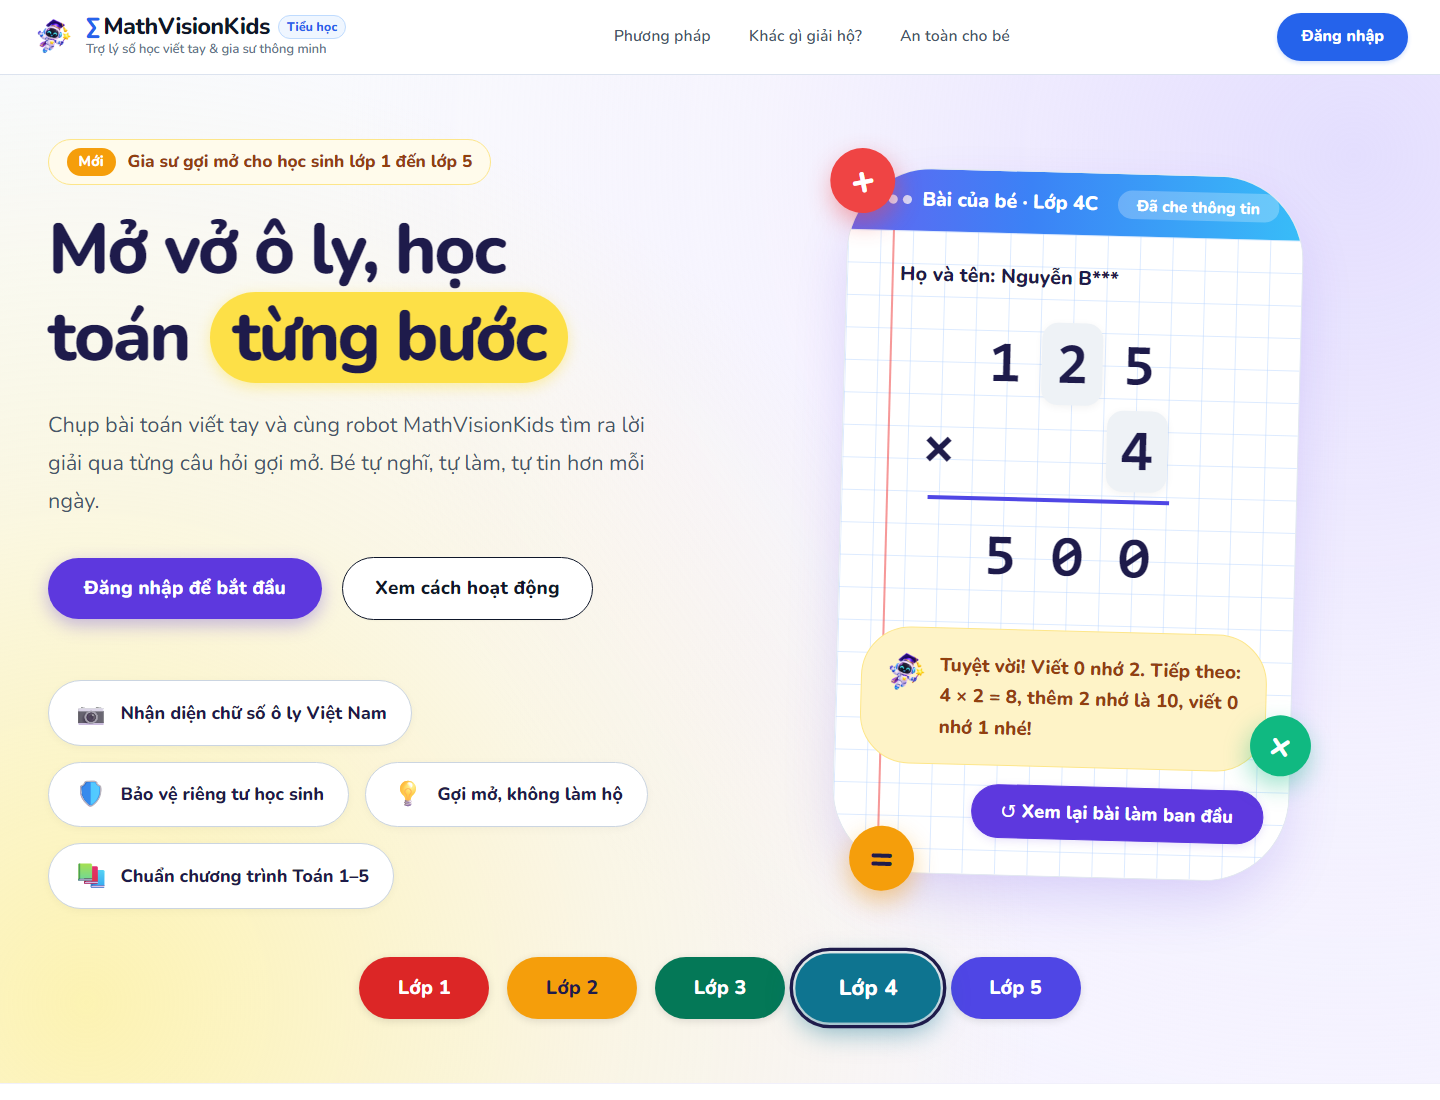 ∑MathVisionKids Tiểu học
Trợ lý số học viết tay & gia sư thông minh
Phương pháp
Khác gì giải hộ?
An toàn cho bé
Đăng nhập
Mới Gia sư gợi mở cho học sinh lớp 1 đến lớp 5
Mở vở ô ly, học
toán từng bước
Chụp bài toán viết tay và cùng robot MathVisionKids tìm ra lời
giải qua từng câu hỏi gợi mở. Bé tự nghĩ, tự làm, tự tin hơn mỗi
ngày.
Đăng nhập để bắt đầu
Xem cách hoạt động
Nhận diện chữ số ô ly Việt Nam
Bảo vệ riêng tư học sinh
Gợi mở, không làm hộ
Chuẩn chương trình Toán 1–5
+
Bài của bé · Lớp 4C
Đã che thông tin
Họ và tên: Nguyễn B***
1 2 5
× 4
5 0 0
Tuyệt vời! Viết 0 nhớ 2. Tiếp theo:
4 × 2 = 8, thêm 2 nhớ là 10, viết 0
nhớ 1 nhé!
×
↺ Xem lại bài làm ban đầu
=
Lớp 1
Lớp 2
Lớp 3
Lớp 4
Lớp 5